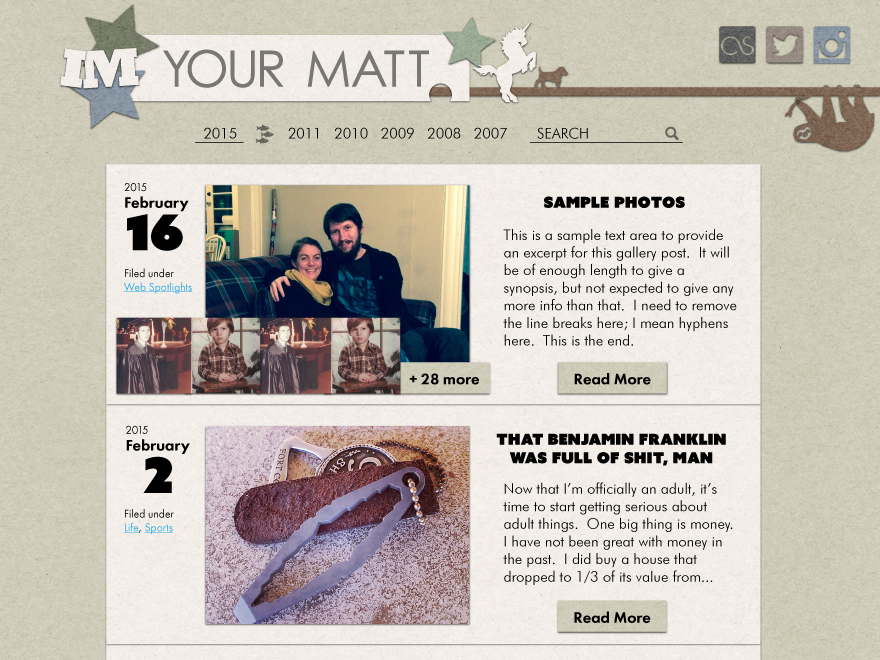 IM YOUR MATT
2015 2011 2010 2009 2008 2007 SEARCH
2015
February
16
Filed under
Web Spotlights
+ 28 more
SAMPLE PHOTOS
This is a sample text area to provide
an excerpt for this gallery post. It will
be of enough length to give a
synopsis, but not expected to give any
more info than that. I need to remove
the line breaks here; I mean hyphens
here. This is the end.
Read More
2015
February
2
Filed under
Life, Sports
FORT CO
THAT BENJAMIN FRANKLIN
WAS FULL OF SHIT, MAN
Now that I'm officially an adult, it's
time to start getting serious about
adult things. One big thing is money.
I have not been great with money in
the past. I did buy a house that
dropped to 1/3 of its value from...
Read More